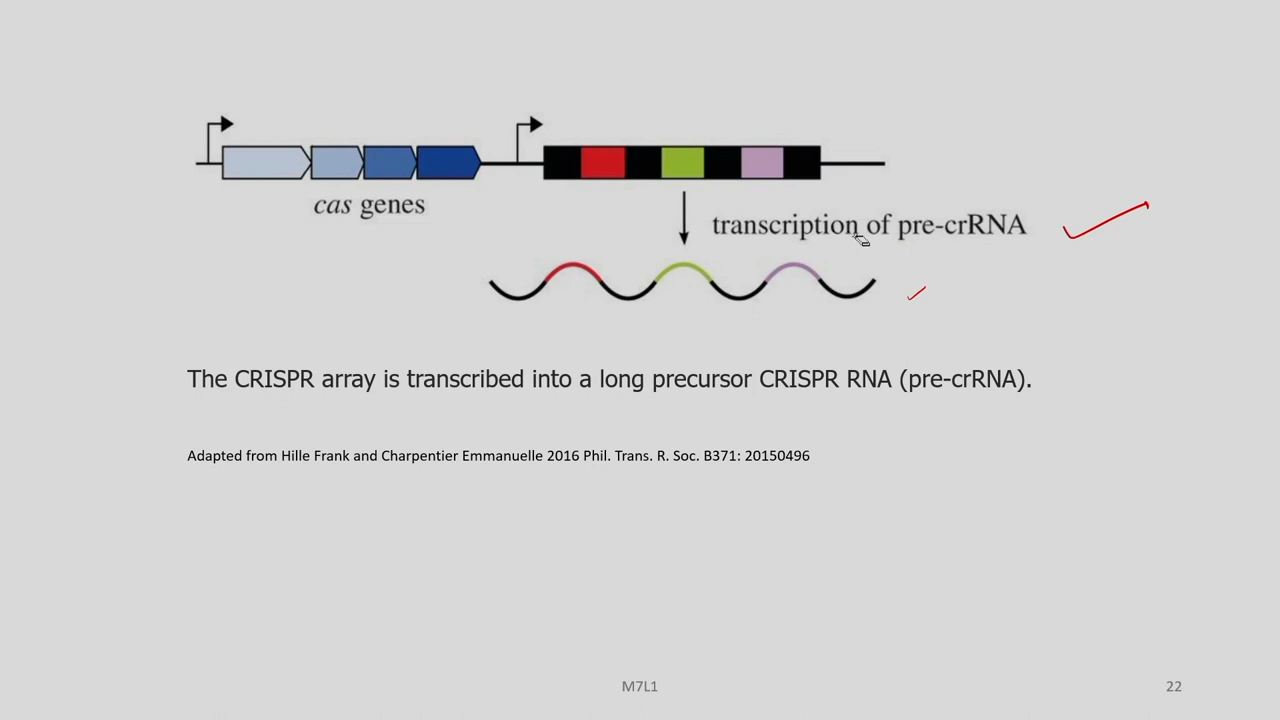 cas genes
transcription of pre-crRNA
The CRISPR array is transcribed into a long precursor CRISPR RNA (pre-crRNA).
Adapted from Hille Frank and Charpentier Emmanuelle 2016 Phil. Trans. R. Soc. B371: 20150496
M7L1
22